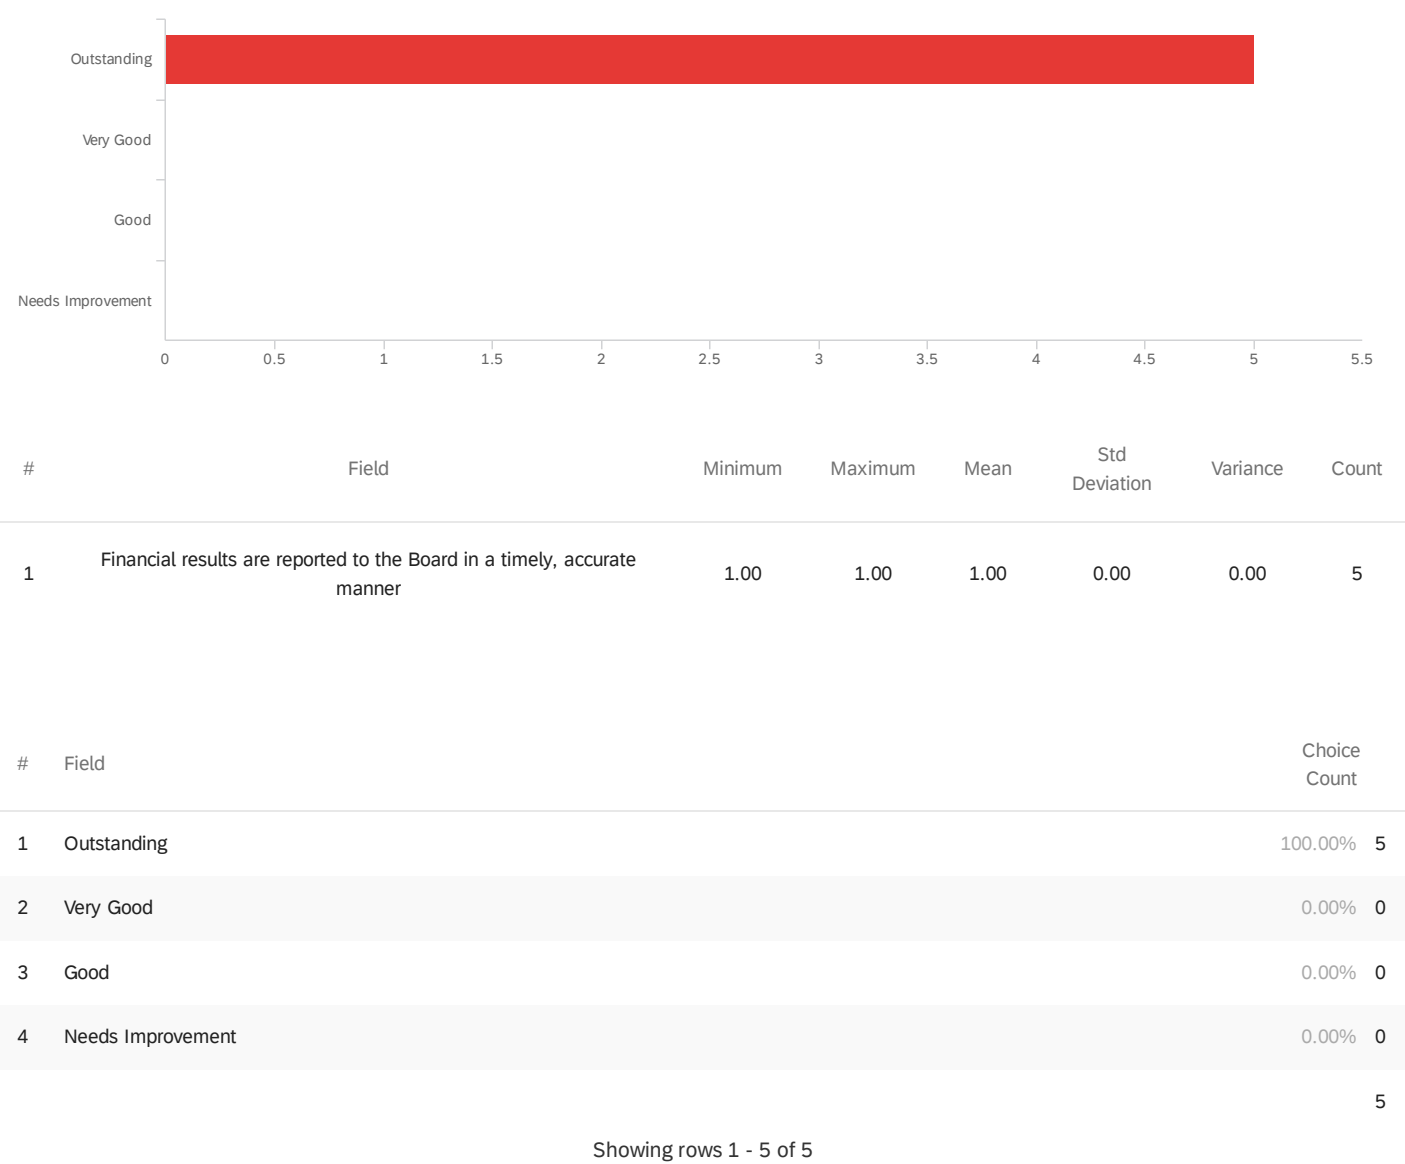 Outstanding
Very Good
Good
Needs Improvement
0 0.5 1 1.5 2 2.5 3 3.5 4 4.5 5 5.5
# Field Minimum Maximum Mean Std Deviation Variance Count
1 Financial results are reported to the Board in a timely, accurate manner 1.00 1.00 1.00 0.00 0.00 5
# Field Choice Count
1 Outstanding 100.00% 5
2 Very Good 0.00% 0
3 Good 0.00% 0
4 Needs Improvement 0.00% 0
5
Showing rows 1 - 5 of 5